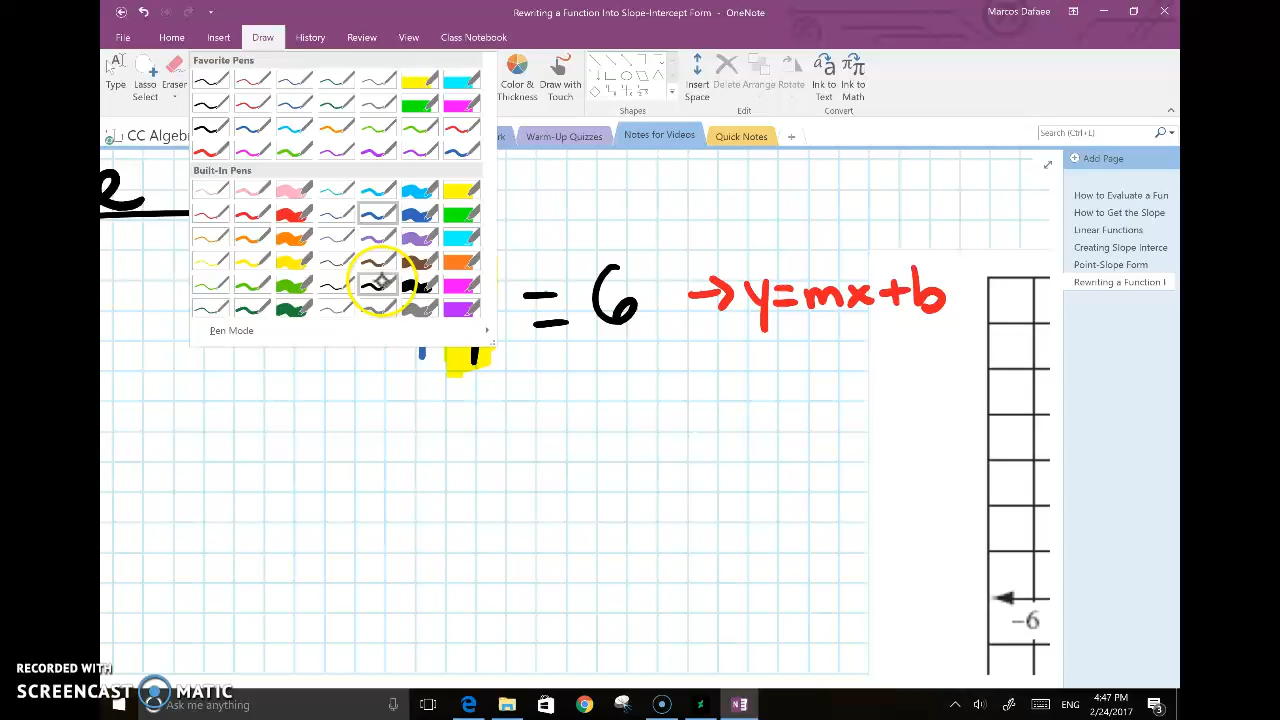 Rewriting a Function Into Slope-Intercept Form - OneNote
Marcos Dafaee
File Home Insert Draw History Review View Class Notebook
Favorite Pens
Type
Lasso Select
Eraser
Color & Thickness
Draw with Touch
Shapes
Insert Space
Delete
Arrange
Rotate
Edit
Ink to Text
Ink to Math
Convert
CC Algeb
Warm-Up Quizzes
Notes for Videos
Quick Notes
Search (Ctrl+L)
Built-In Pens
Pen Mode
Add Page
How to Evaluate a Fun
How to Get the Slope
Linear Functions
Creating Slope Interce
Point-Slope Form
Rewriting a Function I
e
= 6 → y=mx+b
-6
RECORDED WITH
SCREENCAST MATIC
Ask me anything
ENG
4:47 PM
2/24/2017
3